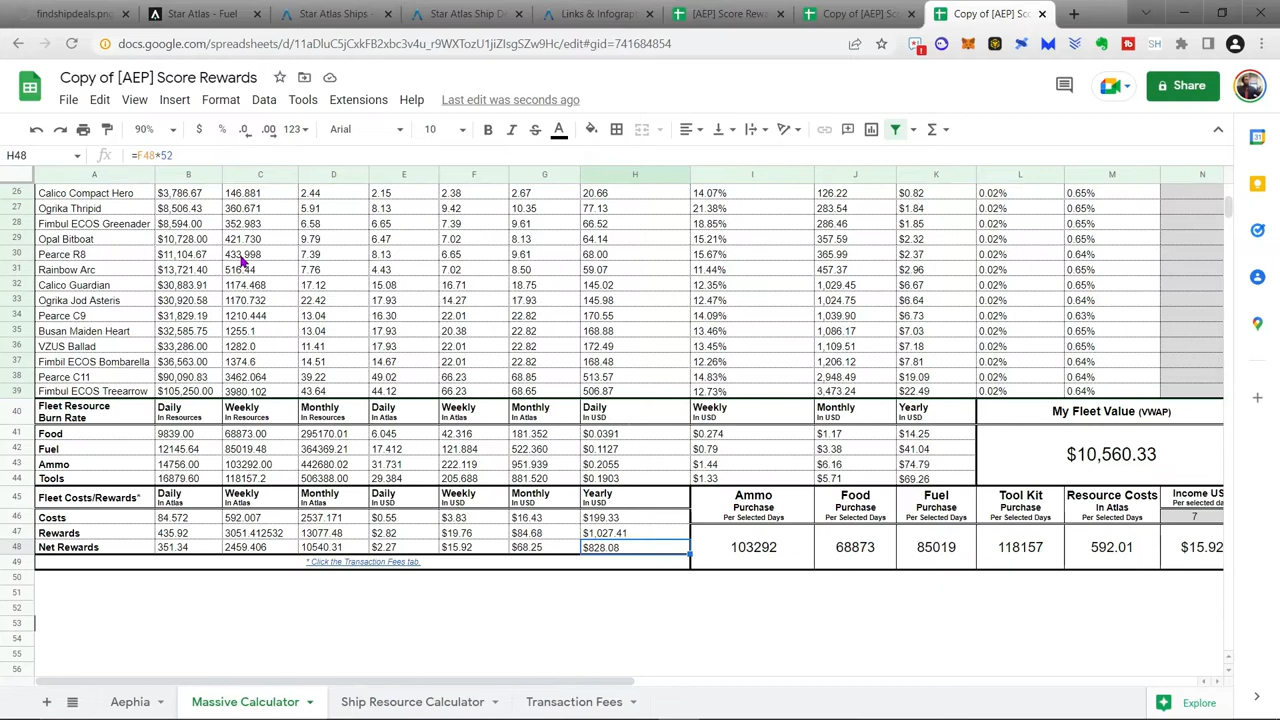 findshipdeals.png
Star Atlas - Fuel
Star Atlas Ships -
Star Atlas Ship
Links & Infograp
[AEP] Score Rewa
Copy of [AEP] Sc
Copy of [AEP] Sc
H48
=F48*52
Copy of [AEP] Score Rewards
Share
File Edit View Insert Format Data Tools Extensions Help Last edit was seconds ago
90% $ % .0 .00 123 Arial 10 B I S A
A B C D E F G H I J K L M N
26 Calico Compact Hero $3,786.67 146.881 2.44 2.15 2.38 2.67 20.66 14.07% 126.22 $0.82 0.02% 0.65%
27 Ogrika Thripid $8,506.43 360.671 5.91 8.13 9.42 10.35 77.13 21.38% 283.54 $1.84 0.02% 0.65%
28 Fimbul ECOS Greenader $8,594.00 352.983 6.58 6.65 7.39 9.61 66.52 18.85% 286.46 $1.85 0.02% 0.65%
29 Opal Bitboat $10,728.00 421.730 9.79 6.47 7.02 8.13 64.14 15.21% 357.59 $2.32 0.02% 0.65%
30 Pearce R8 $11,104.67 433.998 7.39 8.13 6.65 9.61 68.00 15.67% 365.99 $2.37 0.02% 0.65%
31 Rainbow Arc $13,721.40 516.44 7.76 4.43 7.02 8.50 59.07 11.44% 457.37 $2.96 0.02% 0.65%
32 Calico Guardian $30,883.91 1174.468 17.12 15.08 16.71 18.75 145.02 12.35% 1,029.45 $6.67 0.02% 0.65%
33 Ogrika Jod Asteris $30,920.58 1170.732 22.42 17.93 14.27 17.93 145.98 12.47% 1,024.75 $6.64 0.02% 0.64%
34 Pearce C9 $31,829.19 1210.444 13.04 16.30 22.01 22.82 170.55 14.09% 1,039.90 $6.73 0.02% 0.63%
35 Busan Maiden Heart $32,585.75 1255.1 13.04 17.93 20.38 22.82 168.88 13.46% 1,086.17 $7.03 0.02% 0.64%
36 VZUS Ballad $33,286.00 1282.0 11.41 17.93 22.01 22.82 172.49 13.45% 1,109.51 $7.18 0.02% 0.64%
37 Fimbil ECOS Bombarella $36,563.00 1374.6 14.51 14.67 22.01 22.82 168.48 12.26% 1,206.12 $7.81 0.02% 0.64%
38 Pearce C11 $90,090.83 3462.064 39.22 49.02 66.23 68.85 513.57 14.83% 2,948.49 $19.09 0.02% 0.64%
39 Fimbul ECOS Treearrow $105,250.00 3980.102 43.64 44.12 66.23 68.65 506.87 12.73% 3,473.24 $22.49 0.02% 0.64%
40 Fleet Resource Burn Rate Daily In Resources Weekly In Resources Monthly In Resources Daily In Atlas Weekly In Atlas Monthly In Atlas Daily In USD Weekly In USD Monthly In USD Yearly In USD My Fleet Value (VWAP)
41 Food 9839.00 68873.00 295170.01 6.045 42.316 181.352 $0.0391 $0.274 $1.17 $14.25
42 Fuel 12145.64 85019.48 364369.21 17.412 121.884 522.360 $0.1127 $0.79 $3.38 $41.04 $10,560.33
43 Ammo 14756.00 103292.00 442680.02 31.731 222.119 951.939 $0.2055 $1.44 $6.16 $74.79
44 Tools 16879.60 118157.2 506388.00 29.384 205.688 881.520 $0.1903 $1.33 $5.71 $69.26
45 Fleet Costs/Rewards* Daily In Atlas Weekly In Atlas Monthly In Atlas Daily In USD Weekly In USD Monthly In USD Yearly In USD Ammo Purchase Per Selected Days Food Purchase Per Selected Days Fuel Purchase Per Selected Days Tool Kit Purchase Per Selected Days Resource Costs In Atlas Per Selected Days Income US Per selected da
46 Costs 84.572 592.007 2537.171 $0.55 $3.83 $16.43 $199.33 7
47 Rewards 435.92 3051.412532 13077.48 $2.82 $19.76 $84.68 $1,027.41
48 Net Rewards 351.34 2459.406 10540.31 $2.27 $15.92 $68.25 $828.08 103292 68873 85019 118157 592.01 $15.92
49 * Click the Transaction Fees tab
50
51
52
53
54
55
56
Aephia Massive Calculator Ship Resource Calculator Transaction Fees Explore